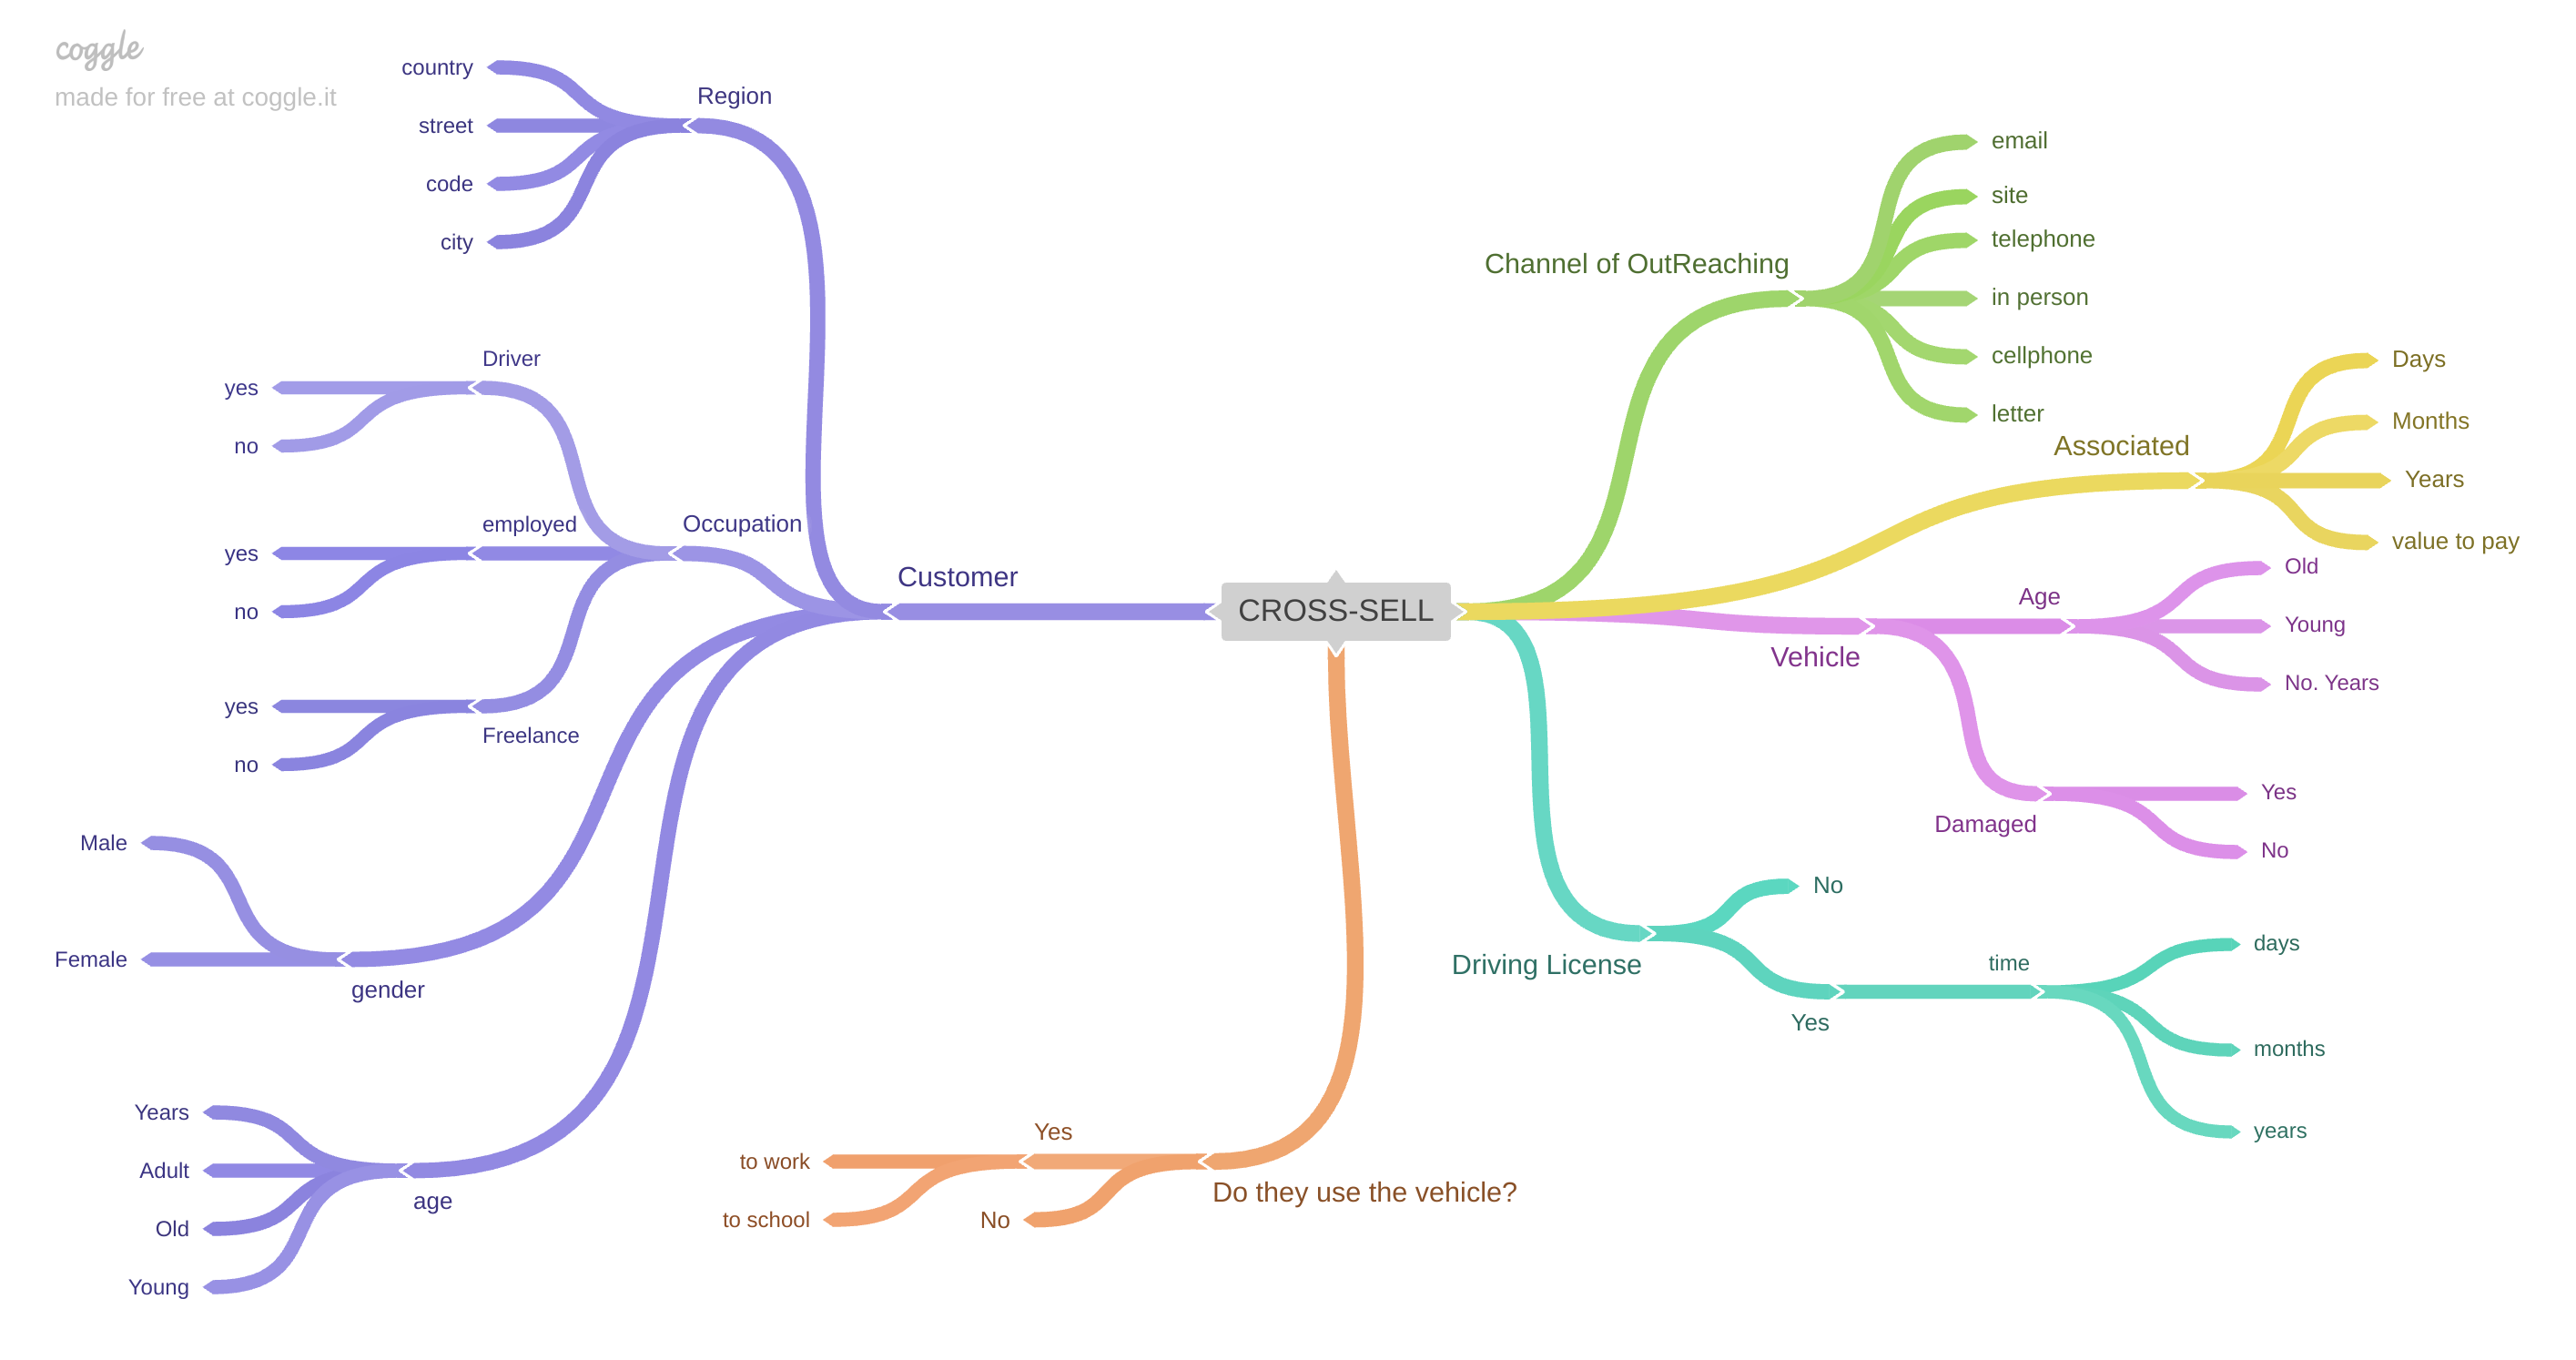 coggle
made for free at coggle.it
country
street
code
city
Region
Driver
yes
no
employed
yes
no
Freelance
yes
no
Occupation
Male
Female
gender
Years
Adult
Old
Young
age
Customer
CROSS-SELL
Channel of OutReaching
email
site
telephone
in person
cellphone
letter
Associated
Days
Months
Years
value to pay
Vehicle
Age
Old
Young
No. Years
Damaged
Yes
No
Driving License
No
Yes
time
days
months
years
Do they use the vehicle?
Yes
to work
to school
No